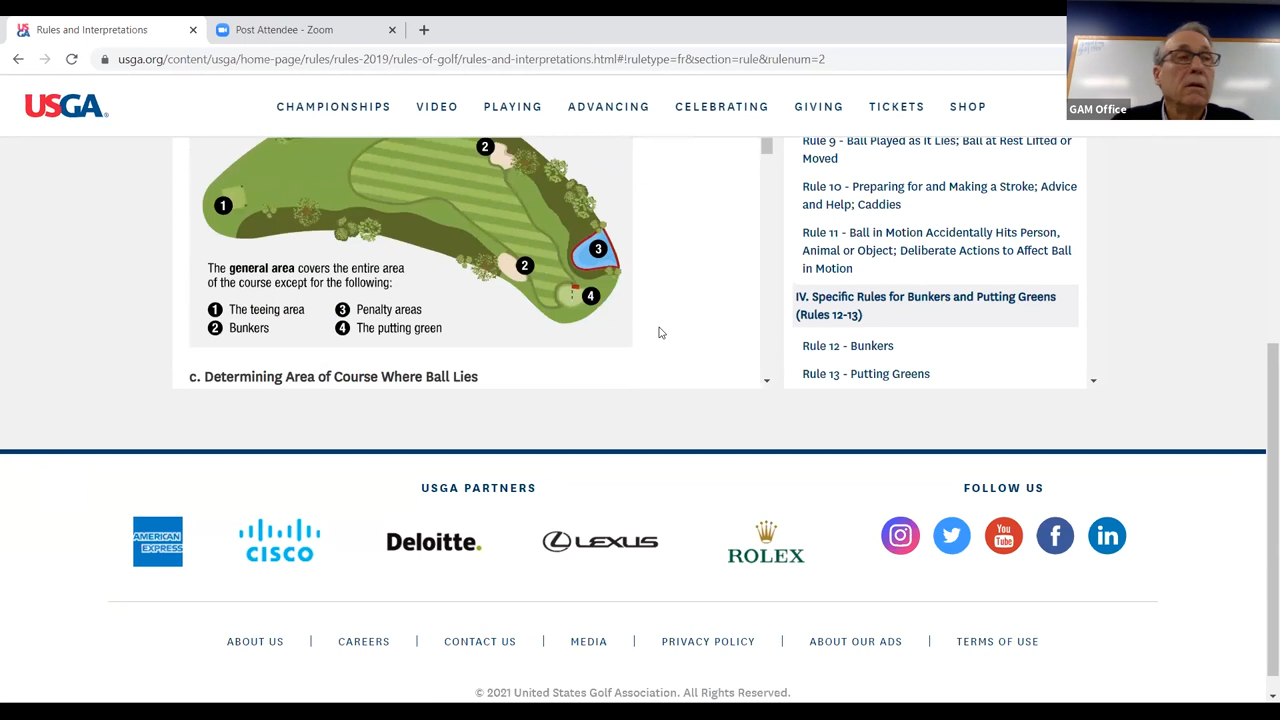 Rules and Interpretations
Post Attendee - Zoom
usga.org/content/usga/home-page/rules/rules-2019/rules-of-golf/rules-and-interpretations.html#!ruletype=fr&section=rule&rulenum=2
GAM Office
USGA
CHAMPIONSHIPS VIDEO PLAYING ADVANCING CELEBRATING GIVING TICKETS SHOP
2
1
3
2
4
The general area covers the entire area
of the course except for the following:
1 The teeing area
2 Bunkers
3 Penalty areas
4 The putting green
c. Determining Area of Course Where Ball Lies
Rule 9 - Ball Played as It Lies; Ball at Rest Lifted or
Moved
Rule 10 - Preparing for and Making a Stroke; Advice
and Help; Caddies
Rule 11 - Ball in Motion Accidentally Hits Person,
Animal or Object; Deliberate Actions to Affect Ball
in Motion
IV. Specific Rules for Bunkers and Putting Greens
(Rules 12-13)
Rule 12 - Bunkers
Rule 13 - Putting Greens
USGA PARTNERS
FOLLOW US
AMERICAN
EXPRESS
CISCO
Deloitte.
LEXUS
ROLEX
You
Tube
f
in
ABOUT US | CAREERS | CONTACT US | MEDIA | PRIVACY POLICY | ABOUT OUR ADS | TERMS OF USE
© 2021 United States Golf Association. All Rights Reserved.